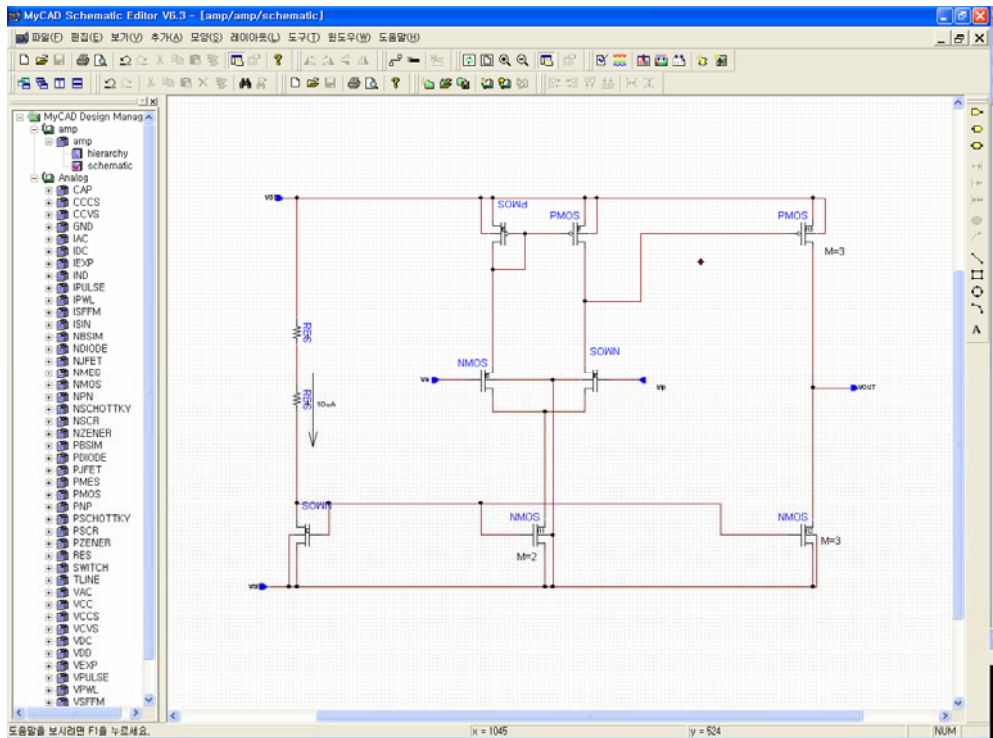 MyCAD Schematic Editor V6.3 - [amp/amp/schematic]
파일(F) 편집(E) 보기(V) 추가(A) 모양(S) 레이아웃(L) 도구(T) 윈도우(W) 도움말(H)
MyCAD Design Manag
amp
amp
hierarchy
schematic
Analog
CAP
CCCS
CCVS
GND
IAC
IDC
IEXP
IND
IPULSE
IPWL
ISFFM
ISIN
NBSIM
NDIODE
NJFET
NMES
NMOS
NPN
NSCHOTTKY
NSCR
NZENER
PBSIM
PDIODE
PJFET
PMES
PMOS
PNP
PSCHOTTKY
PSCR
PZENER
RES
SWITCH
TLINE
VAC
VCC
VCCS
VCVS
VDC
VDD
VEXP
VPULSE
VPWL
VSFFM
PMOS
PMOS
PMOS
M=3
RES
NMOS
NMOS
Vip
VOUT
RES
10uA
NMOS
NMOS
M=2
NMOS
M=3
A
도움말을 보시려면 F1을 누르세요.
x = 1045
y = 524
NUM